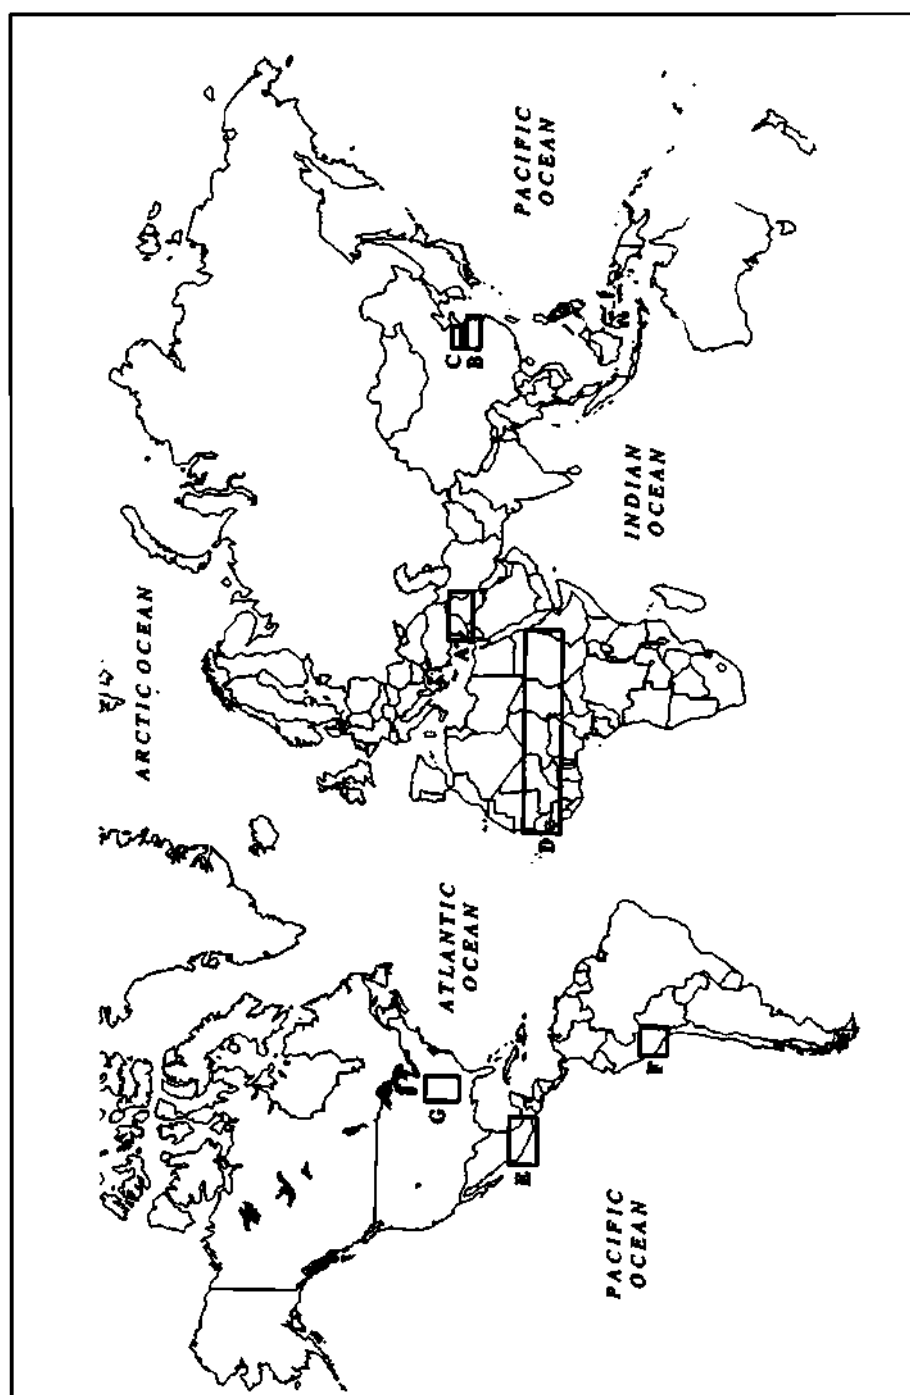 ARCTIC OCEAN
PACIFIC
OCEAN
ATLANTIC
OCEAN
INDIAN
OCEAN
PACIFIC
OCEAN
A
B
C
D
E
F
G